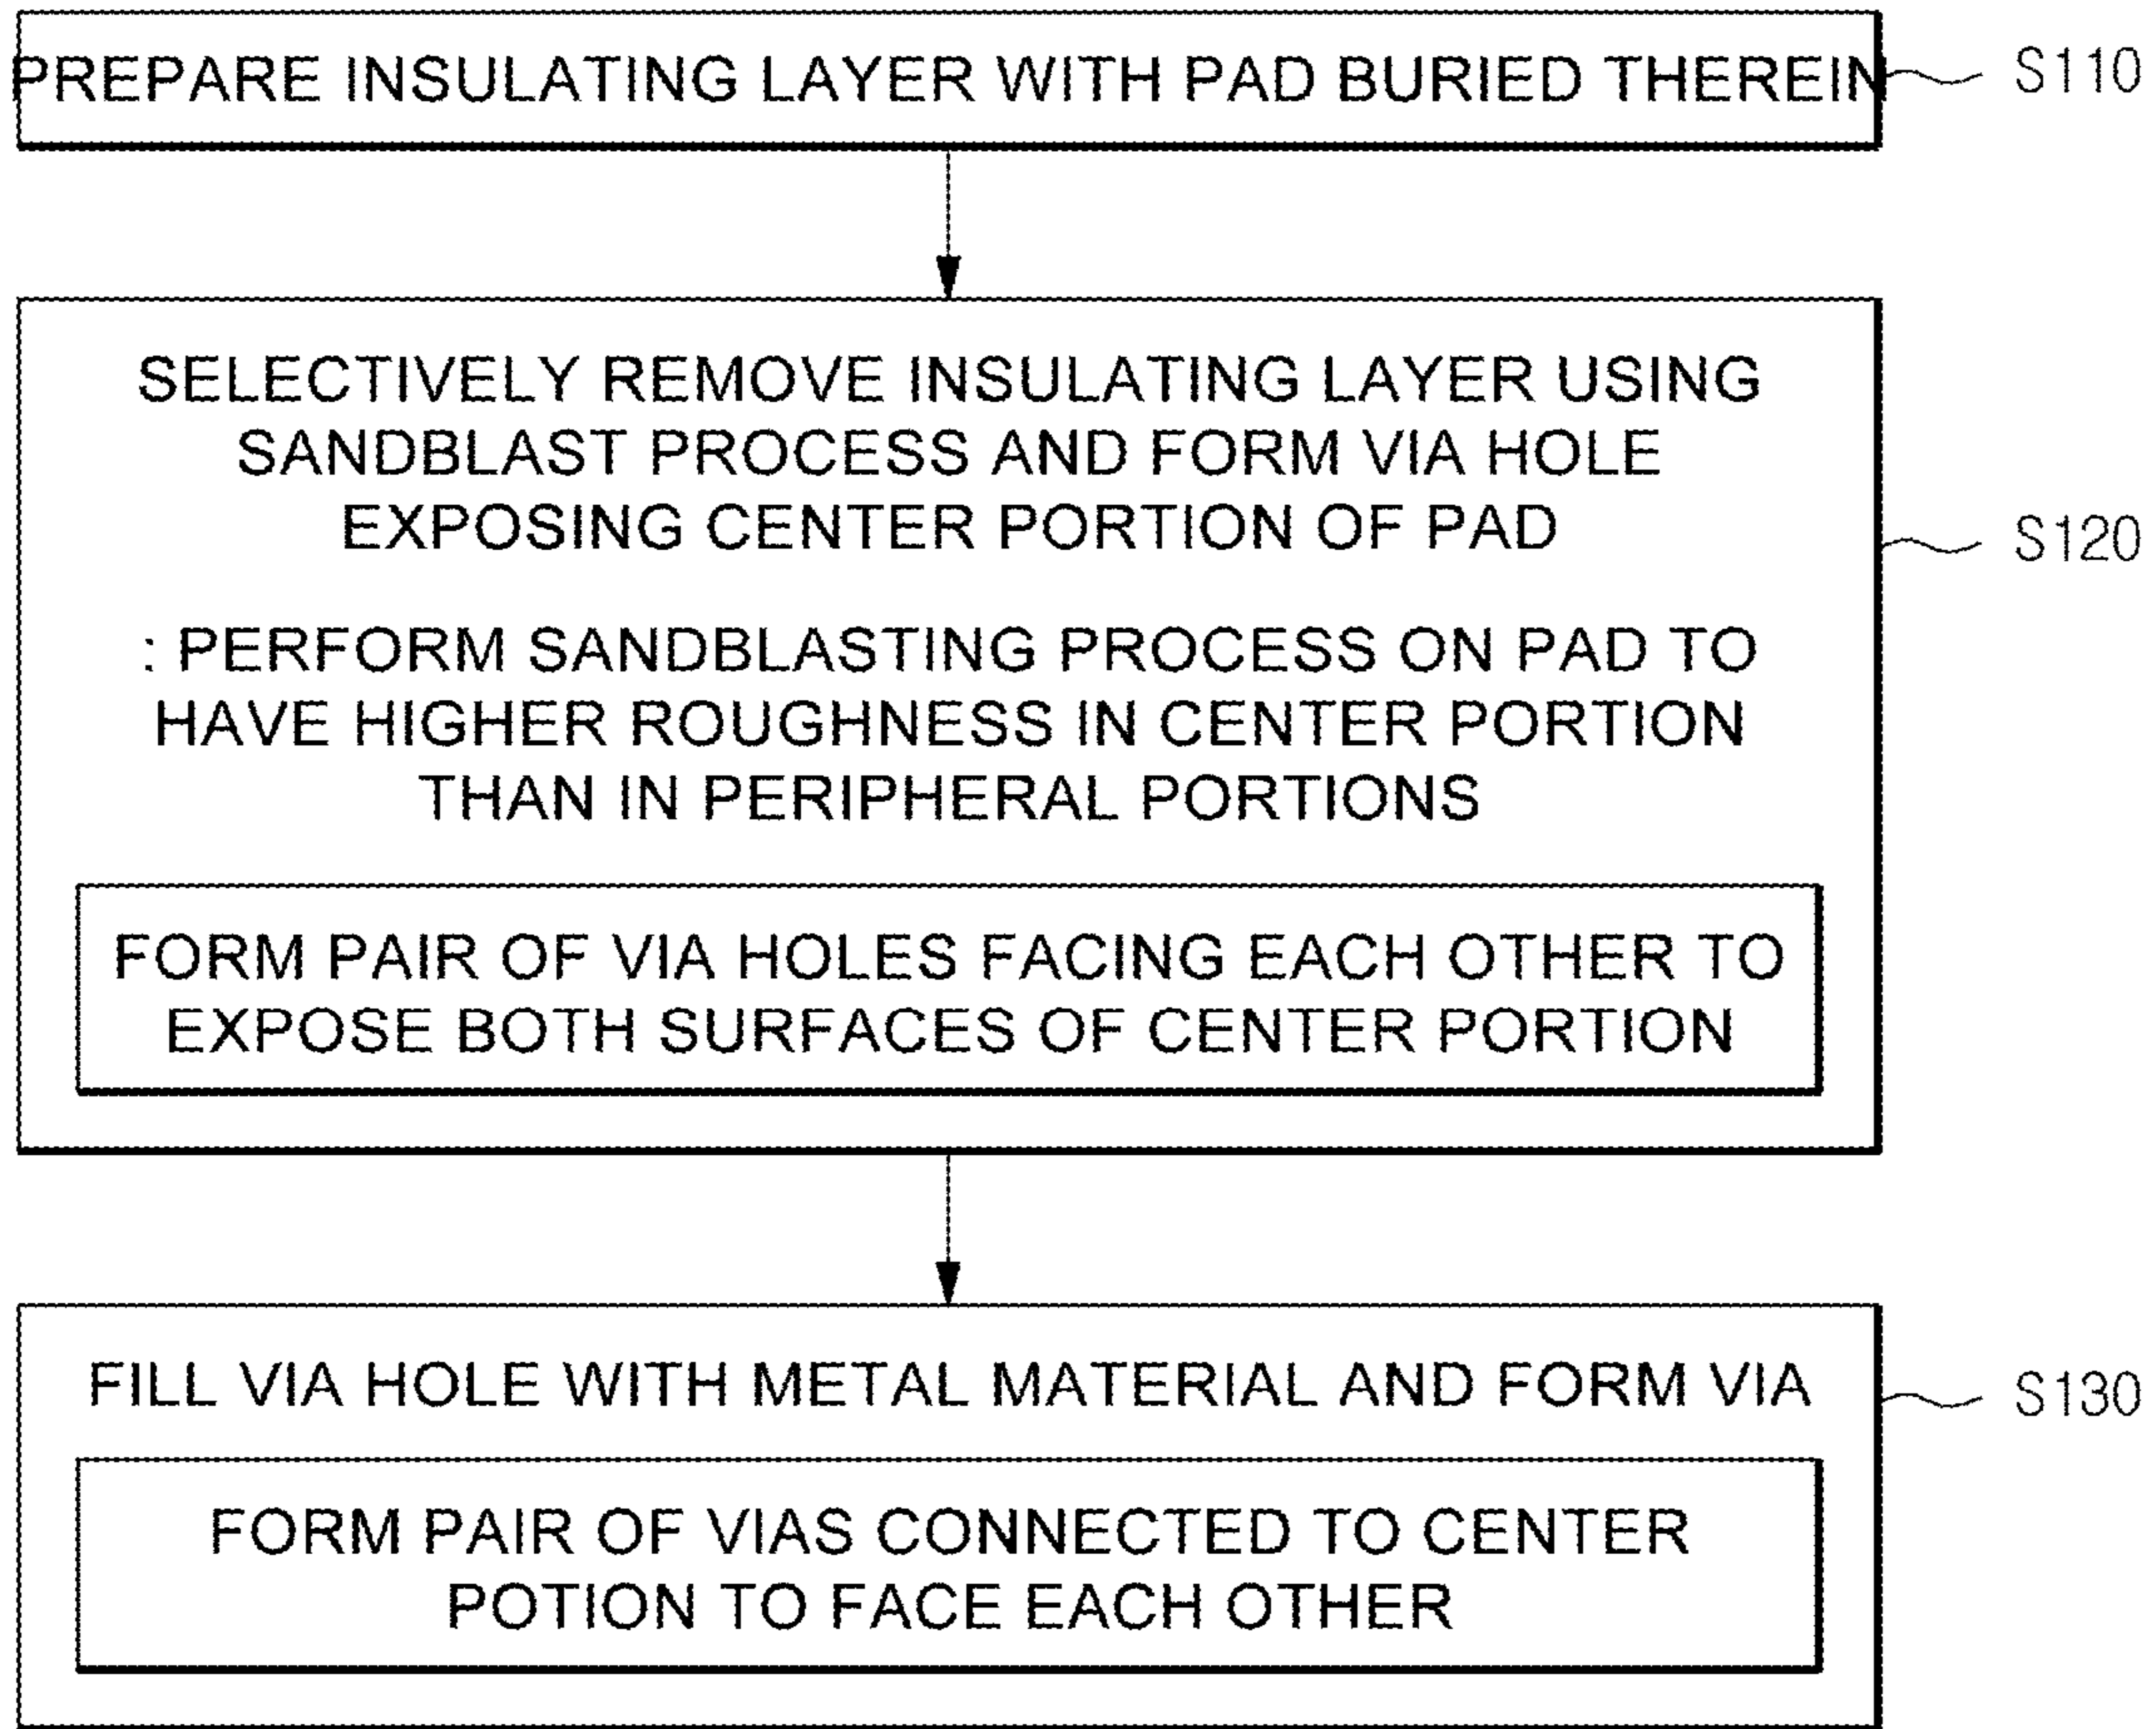 PREPARE INSULATING LAYER WITH PAD BURIED THEREIN
S110
SELECTIVELY REMOVE INSULATING LAYER USING
SANDBLAST PROCESS AND FORM VIA HOLE
EXPOSING CENTER PORTION OF PAD
S120
: PERFORM SANDBLASTING PROCESS ON PAD TO
HAVE HIGHER ROUGHNESS IN CENTER PORTION
THAN IN PERIPHERAL PORTIONS
FORM PAIR OF VIA HOLES FACING EACH OTHER TO
EXPOSE BOTH SURFACES OF CENTER PORTION
FILL VIA HOLE WITH METAL MATERIAL AND FORM VIA
S130
FORM PAIR OF VIAS CONNECTED TO CENTER
POTION TO FACE EACH OTHER